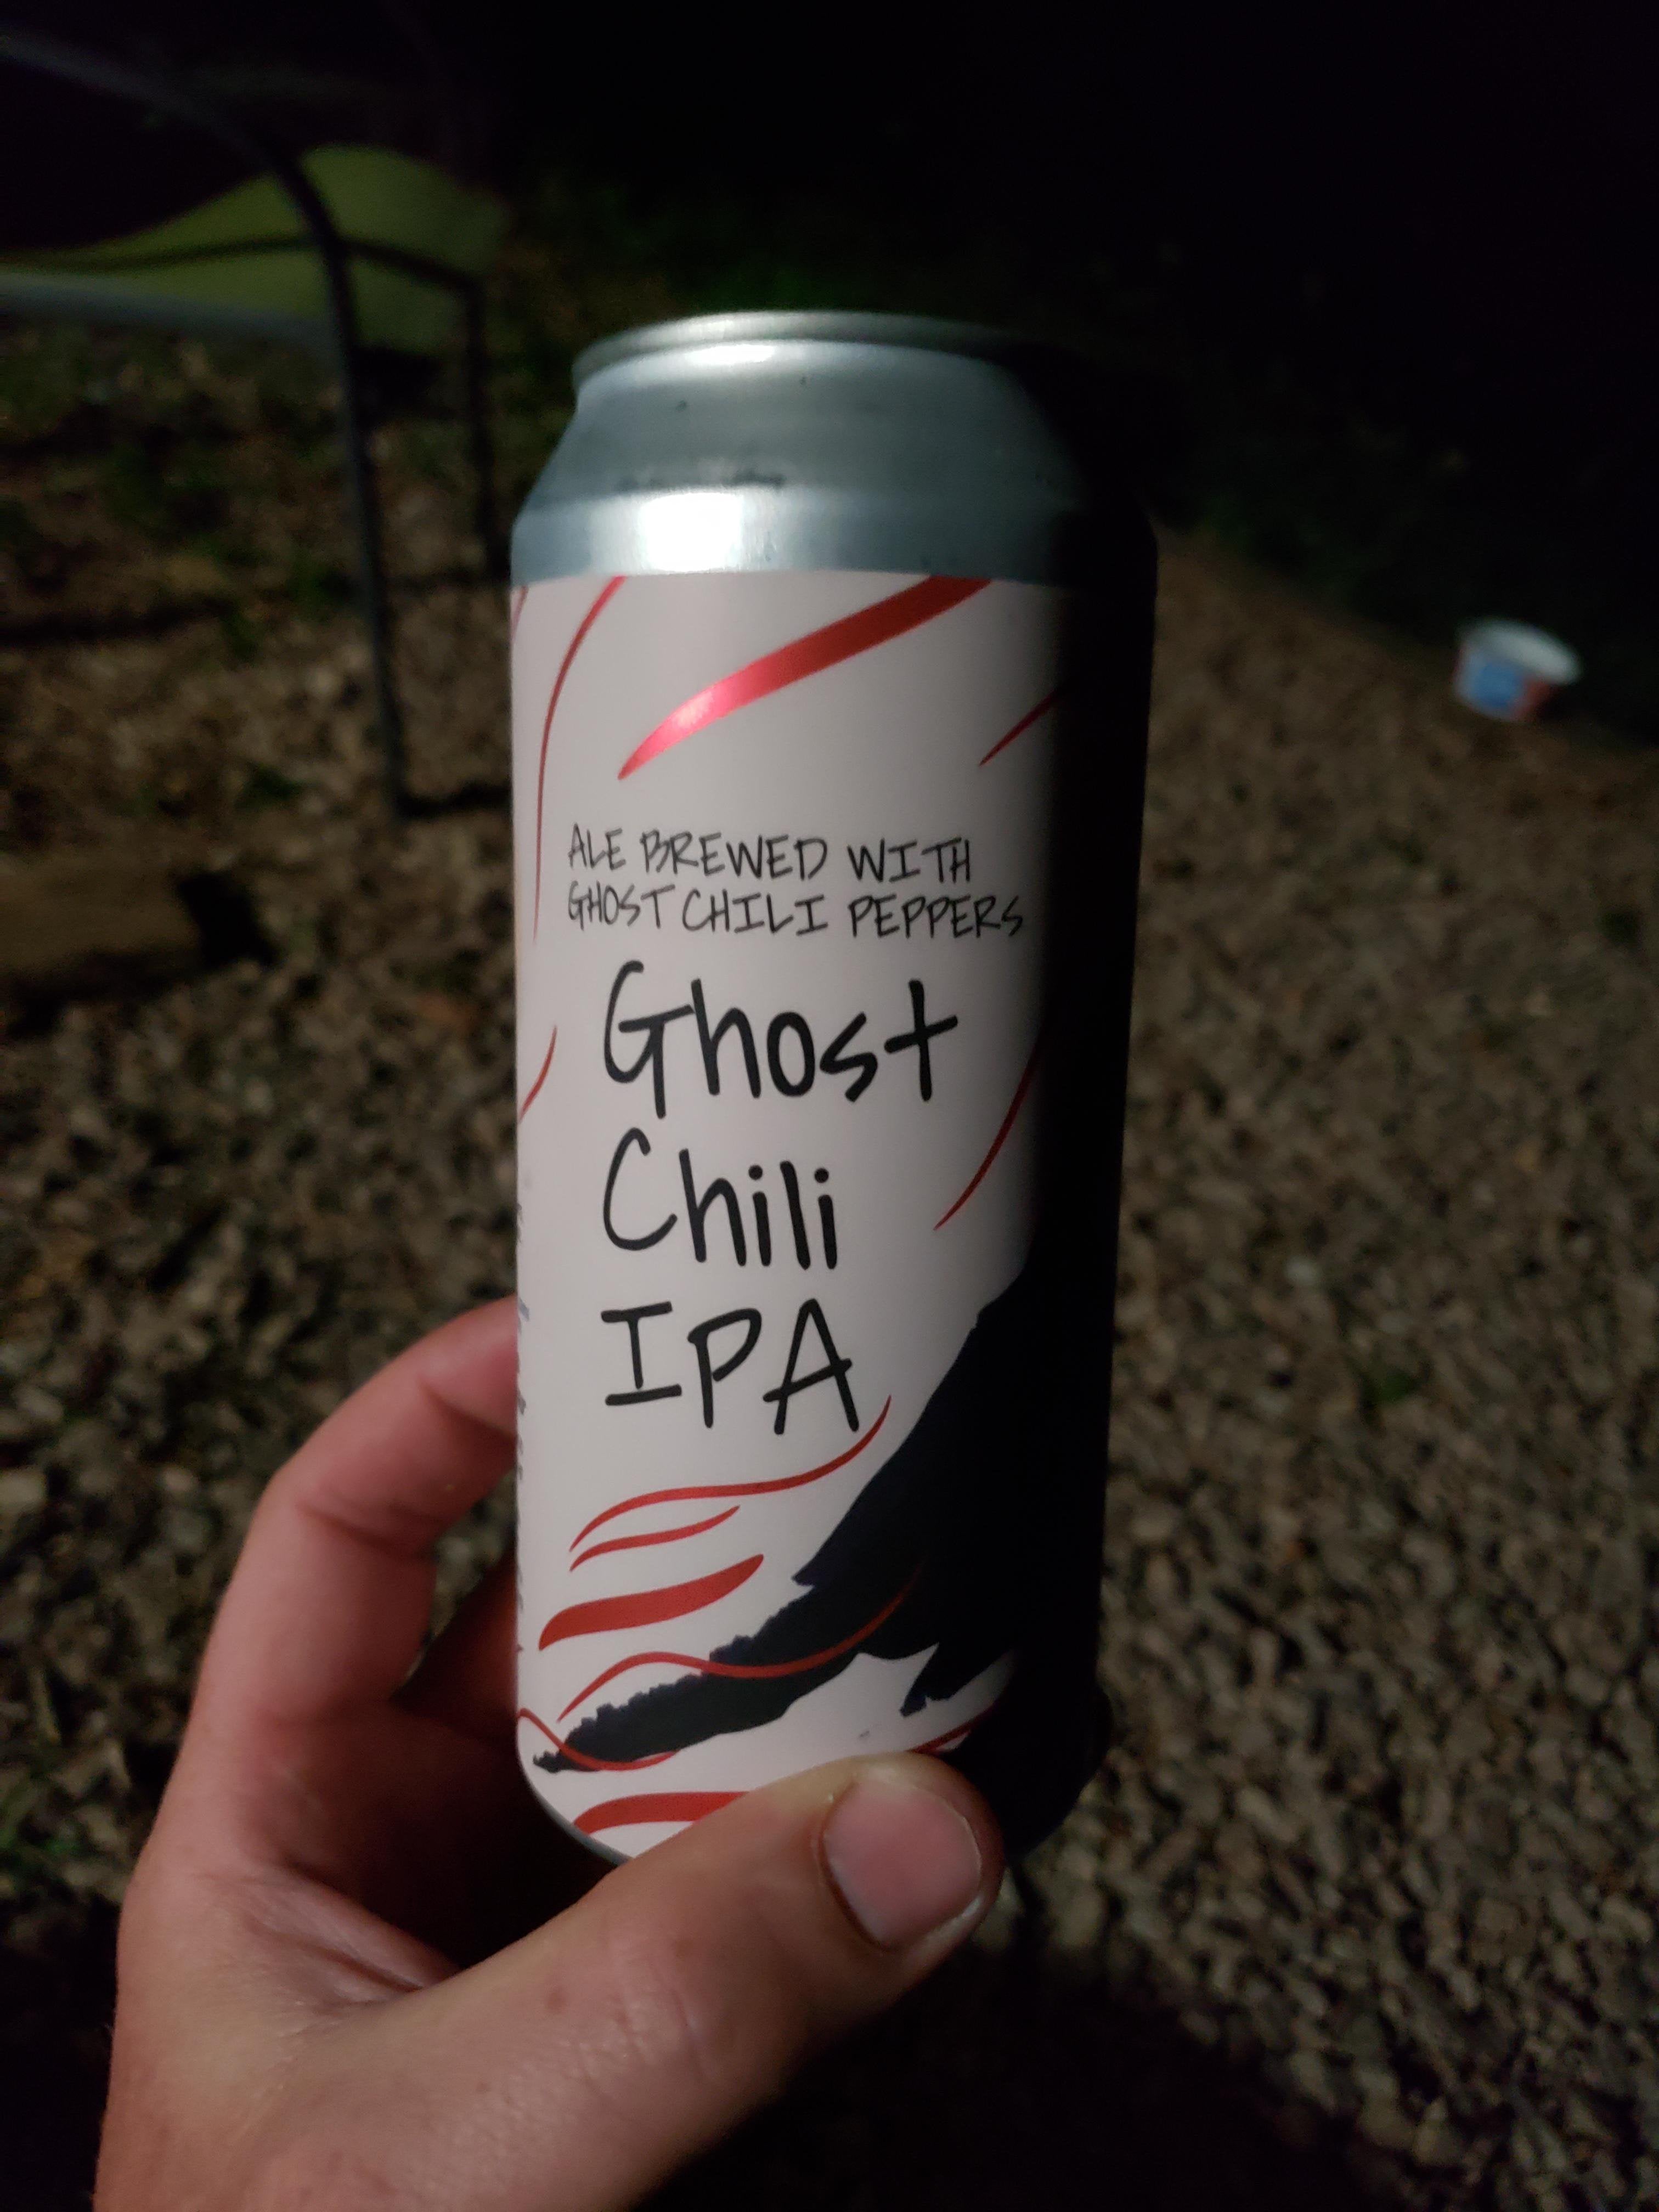 ALE BREWED WITH
GHOST CHILI PEPPERS
Ghost
Chili
IPA